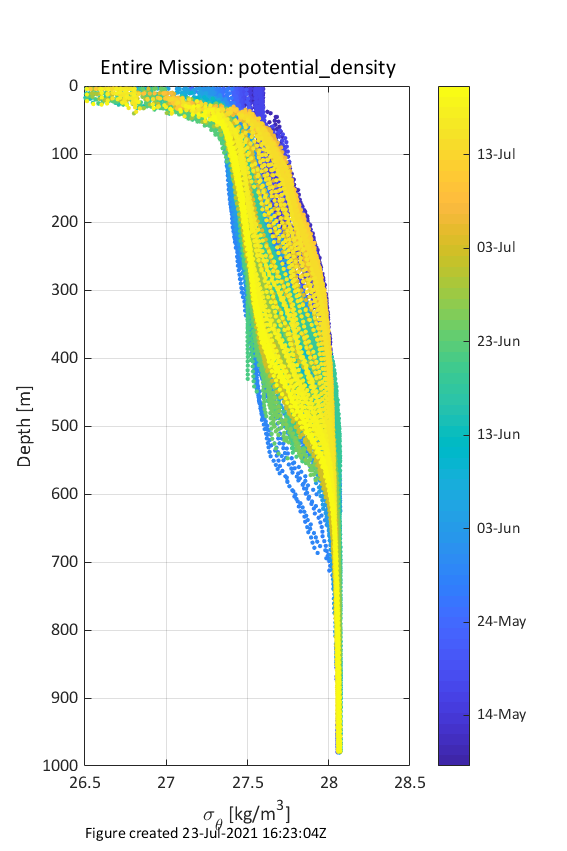 Entire Mission: potential_density
0
100
200
300
400
500
600
700
800
900
1000
Depth [m]
26.5 27 27.5 28 28.5
σθ [kg/m³]
13-Jul
03-Jul
23-Jun
13-Jun
03-Jun
24-May
14-May
Figure created 23-Jul-2021 16:23:04Z